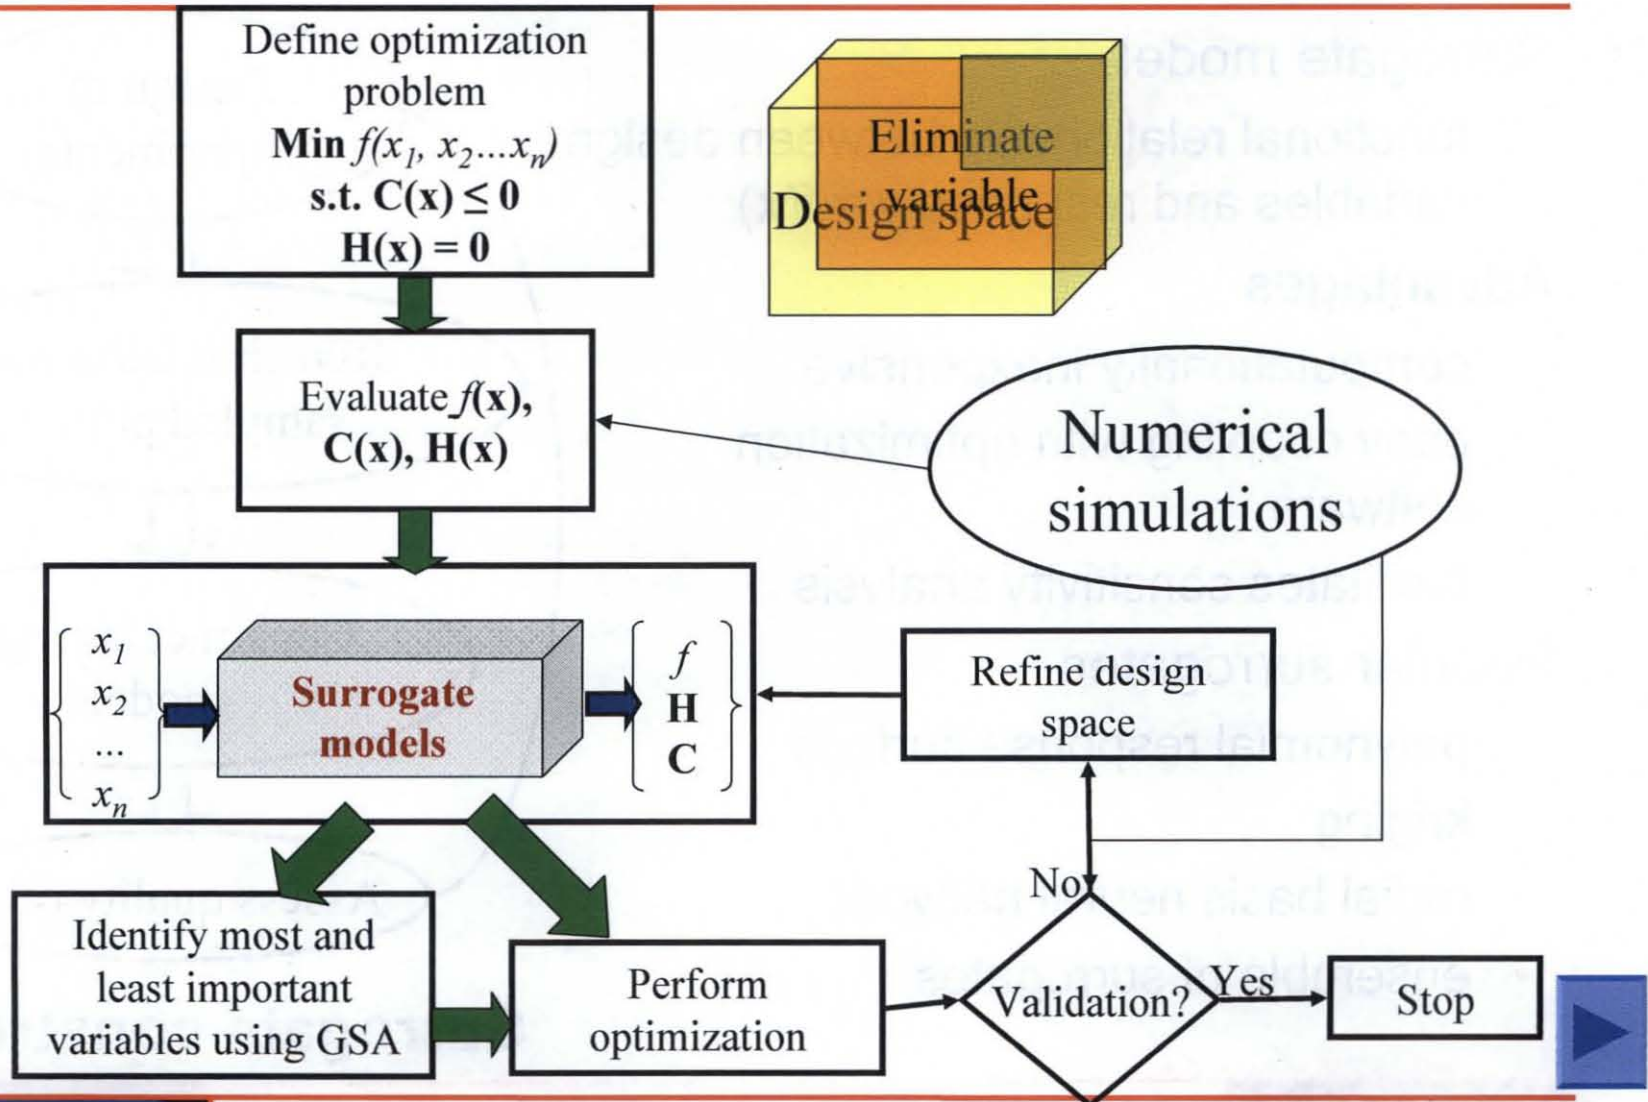 Define optimization
problem
Min f(x₁, x₂...xₙ)
s.t. C(x) ≤ 0
H(x) = 0
Eliminate
variable
Design space
Evaluate f(x),
C(x), H(x)
Numerical
simulations
x₁
x₂
...
xₙ
Surrogate
models
f
H
C
Refine design
space
No
Identify most and
least important
variables using GSA
Perform
optimization
Validation?
Yes
Stop